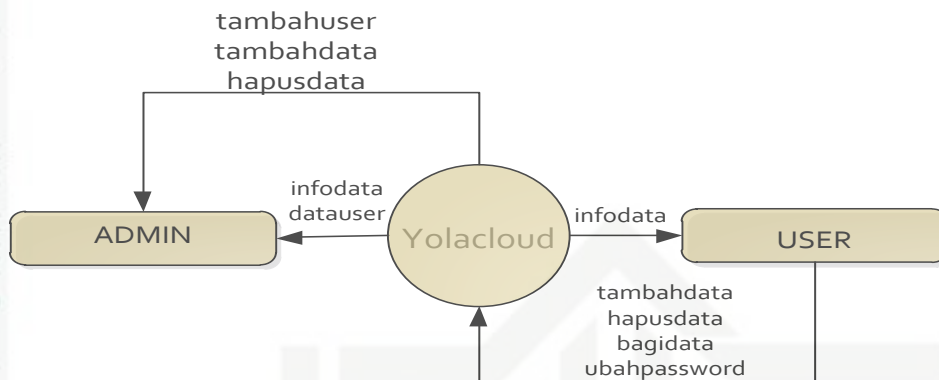 tambahuser
tambahdata
hapusdata
infodata
datauser
ADMIN
Yolacloud
infodata
USER
tambahdata
hapusdata
bagidata
ubahpassword